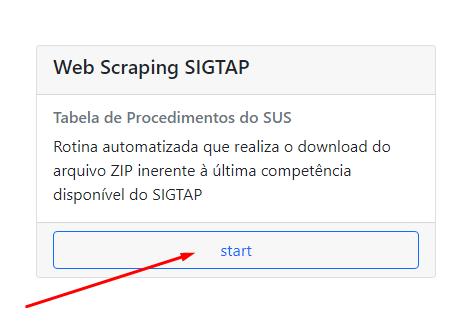 Web Scraping SIGTAP
Tabela de Procedimentos do SUS
Rotina automatizada que realiza o download do
arquivo ZIP inerente à última competência
disponível do SIGTAP
start